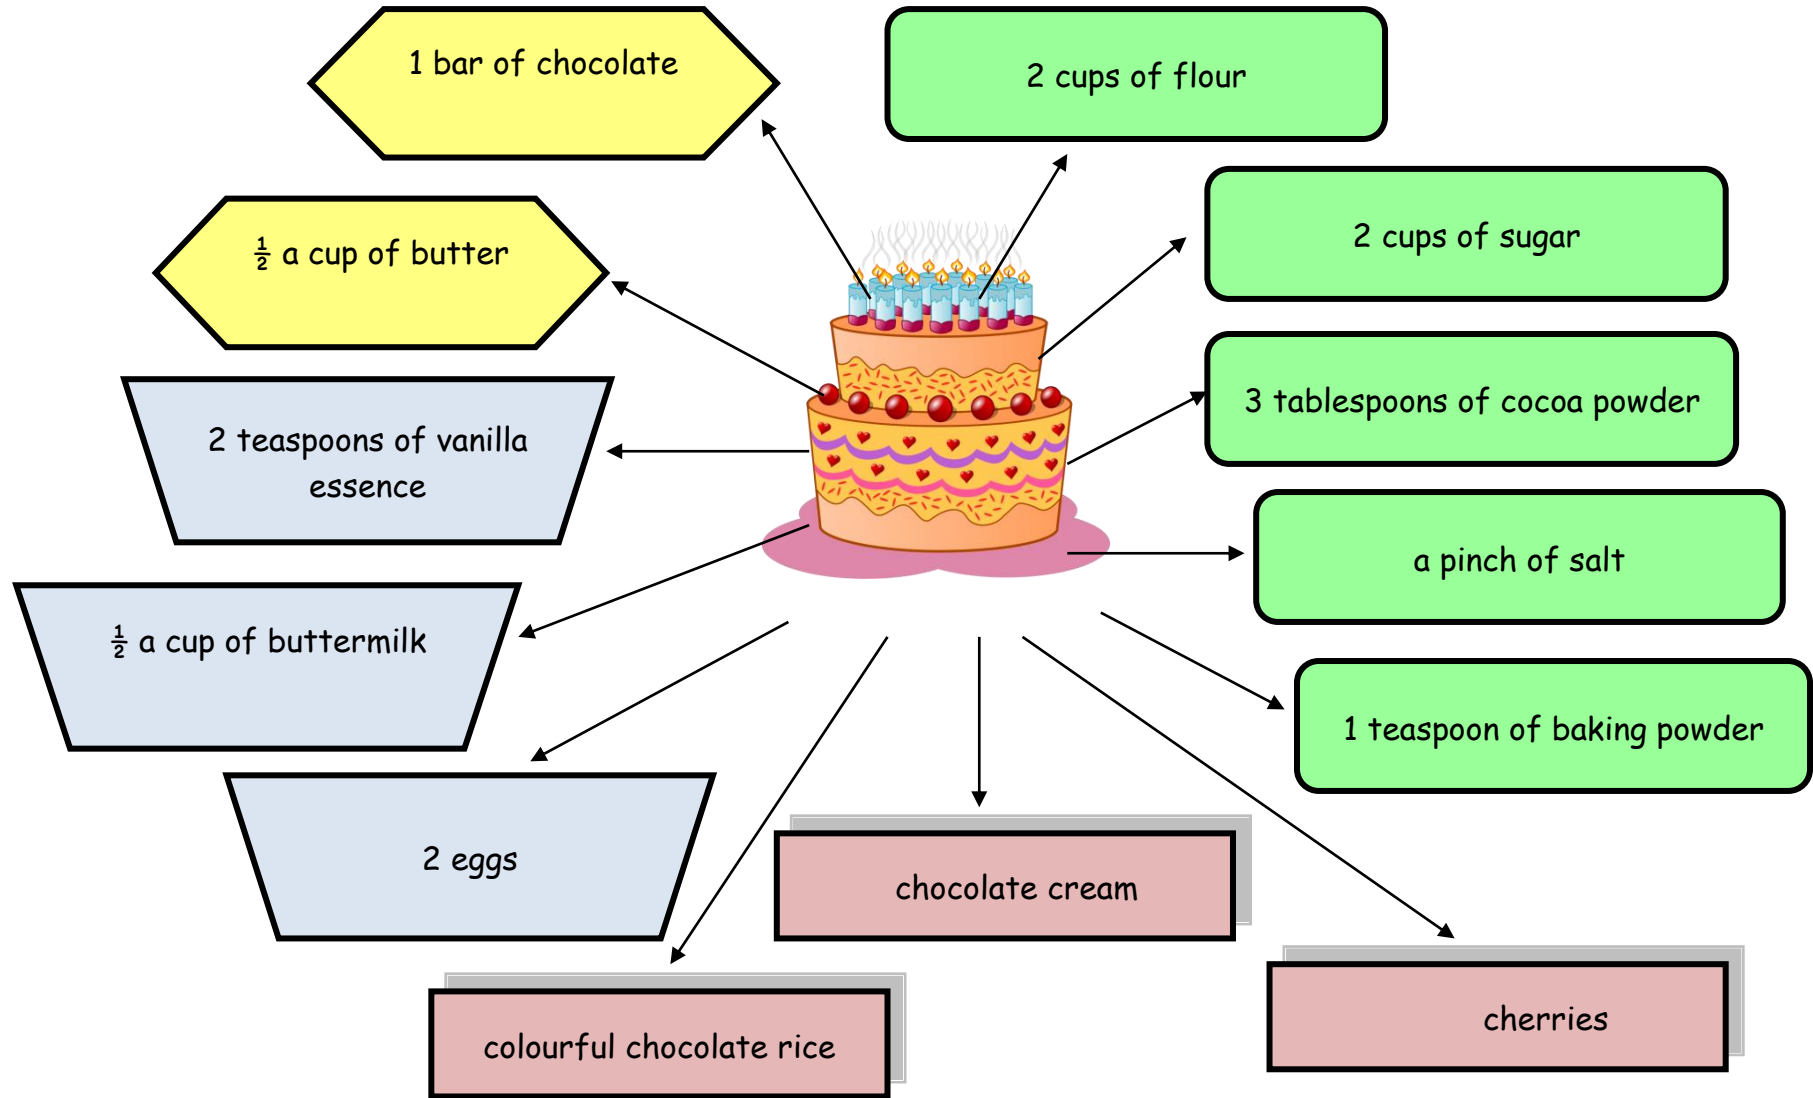 1 bar of chocolate
2 cups of flour
½ a cup of butter
2 cups of sugar
3 tablespoons of cocoa powder
2 teaspoons of vanilla
essence
a pinch of salt
½ a cup of buttermilk
1 teaspoon of baking powder
2 eggs
chocolate cream
cherries
colourful chocolate rice